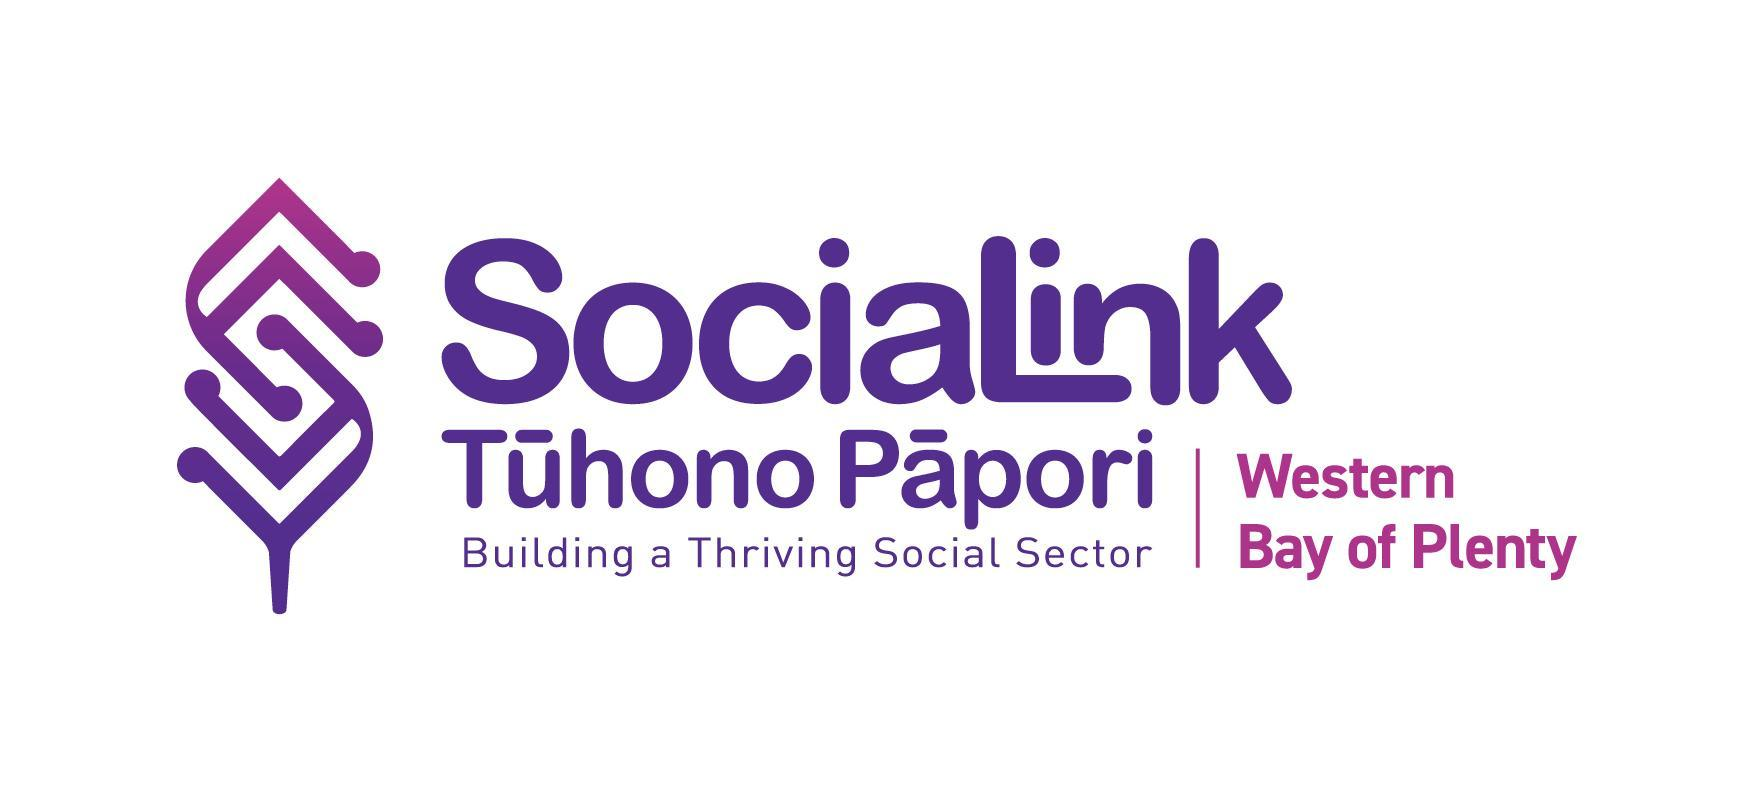 SociaLink
Tūhono Pāpori
Building a Thriving Social Sector
Western
Bay of Plenty